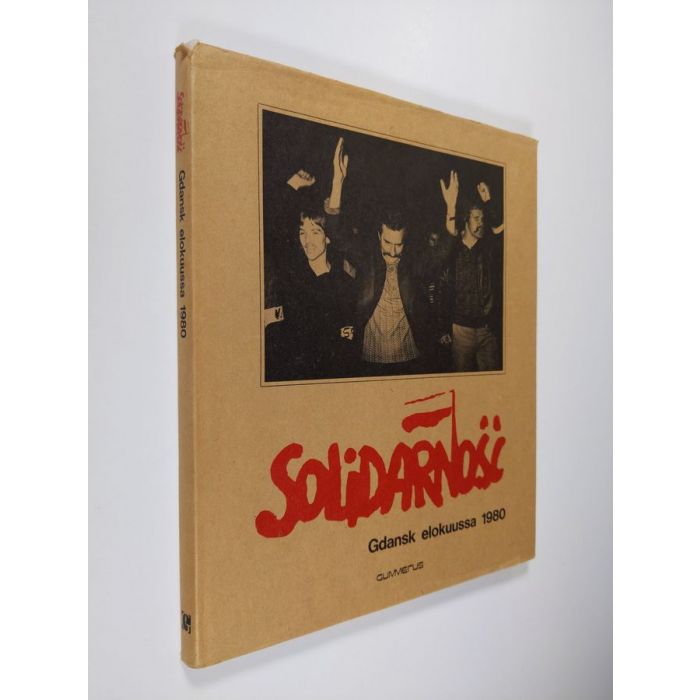 Solidarność
Gdansk elokuussa 1980
SOLiDARNOŚĆ
Gdansk elokuussa 1980
GUMMERUS